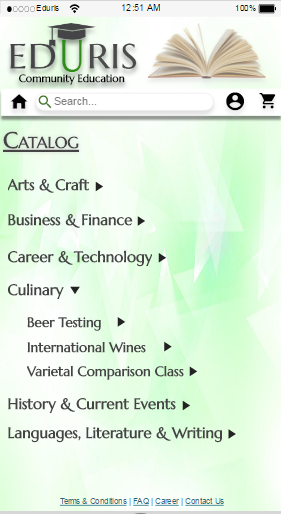 Eduris 12:51 AM 100%
EDURIS
Community Education
Search...
Catalog
Arts & Craft
Business & Finance
Career & Technology
Culinary
Beer Testing
International Wines
Varietal Comparison Class
History & Current Events
Languages, Literature & Writing
Terms & Conditions | FAQ | Career | Contact Us